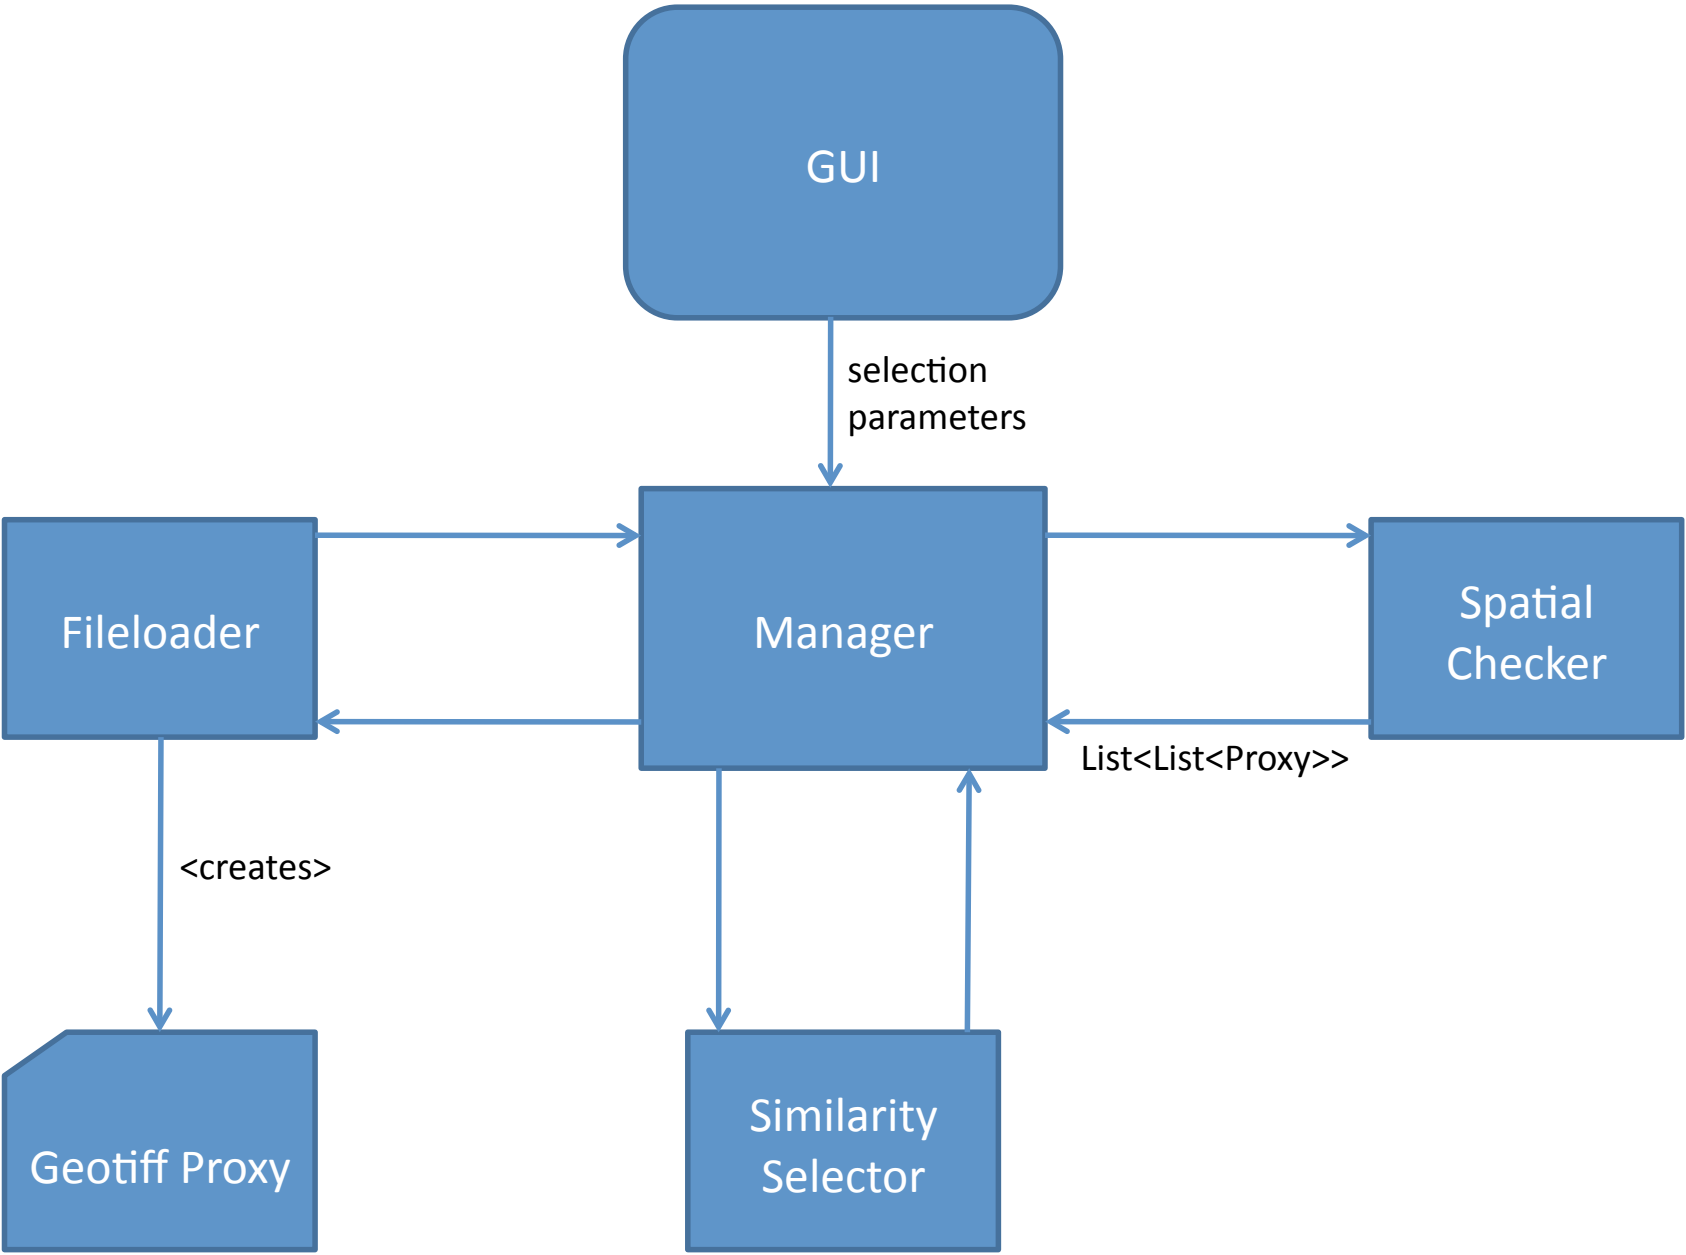 GUI
selection
parameters
Fileloader
Manager
Spatial
Checker
List<List<Proxy>>
<creates>
Geotiff Proxy
Similarity
Selector